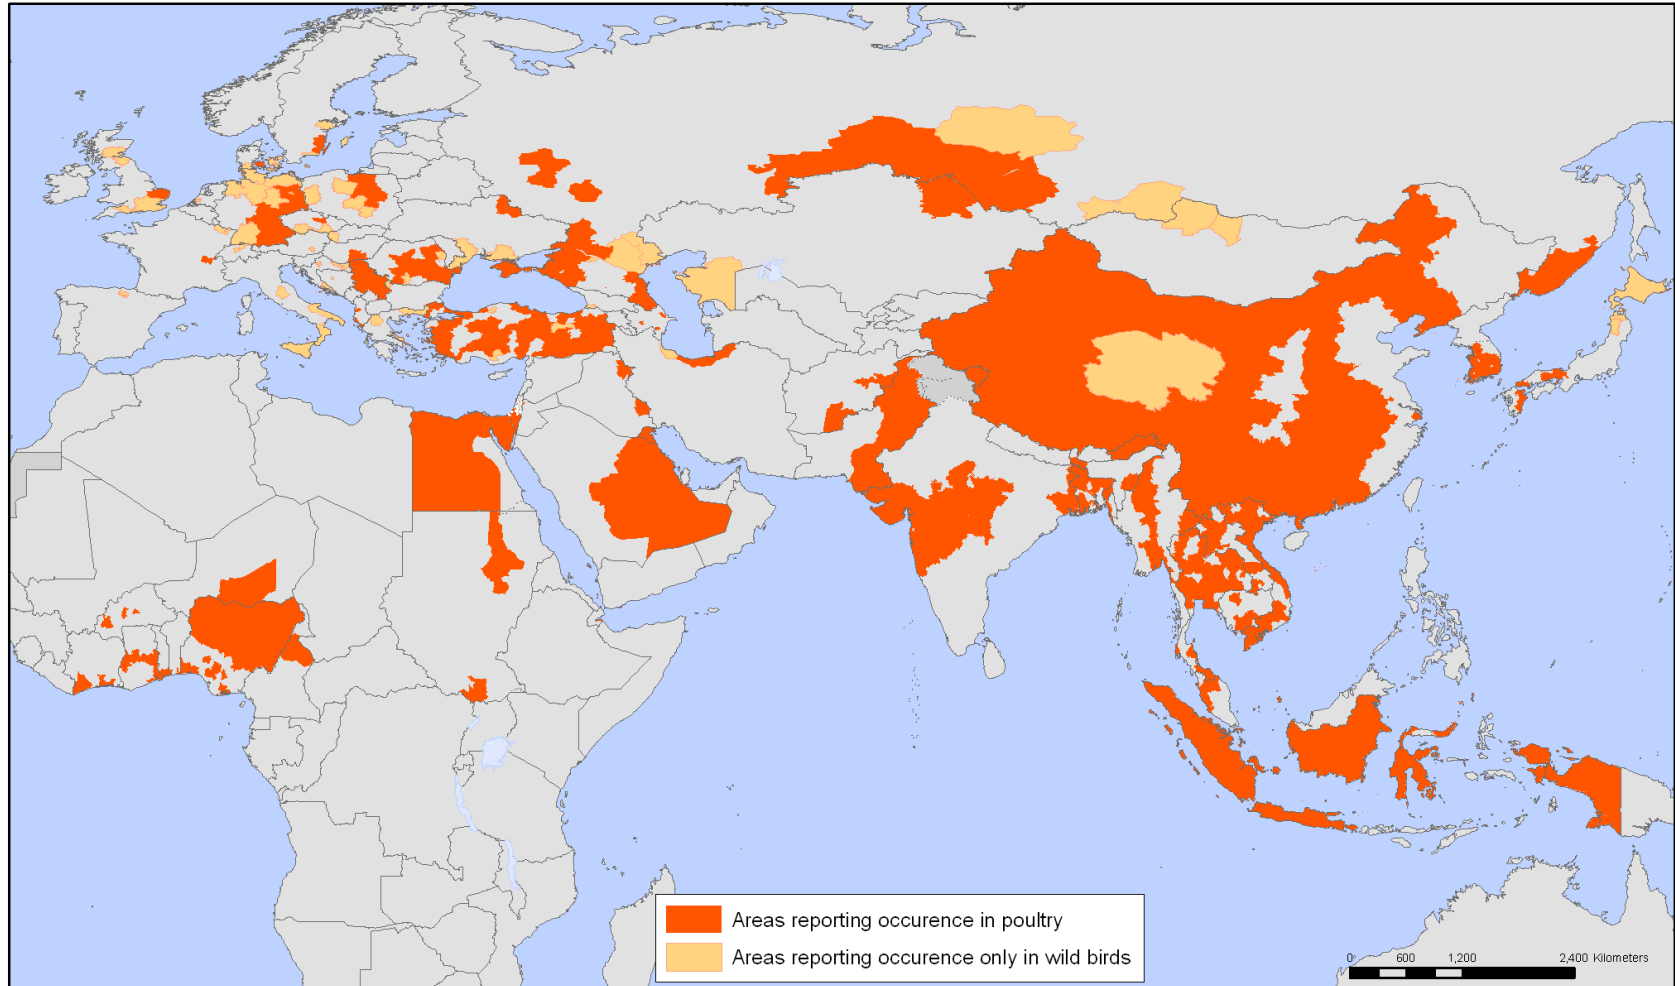 Areas reporting occurence in poultry
Areas reporting occurence only in wild birds
0 600 1,200 2,400 Kilometers